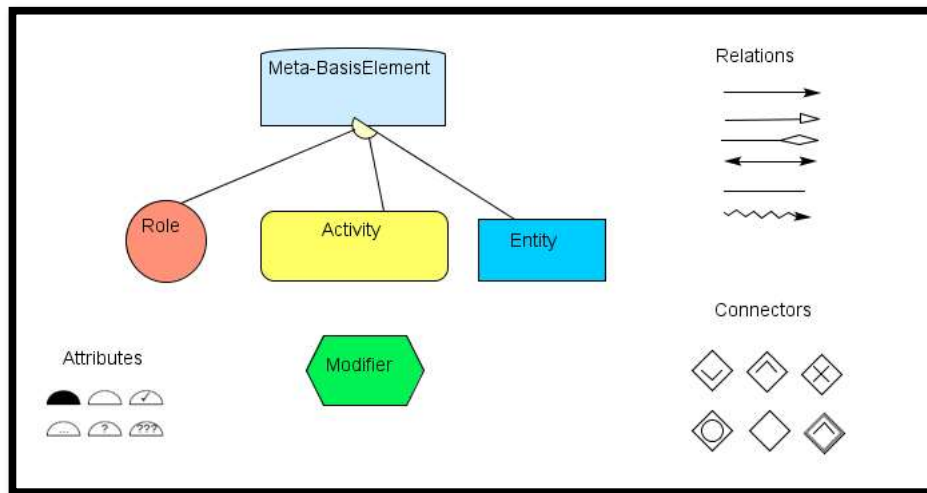 Meta-BasisElement
Relations
Role
Activity
Entity
Connectors
Attributes
Modifier
...
?
???